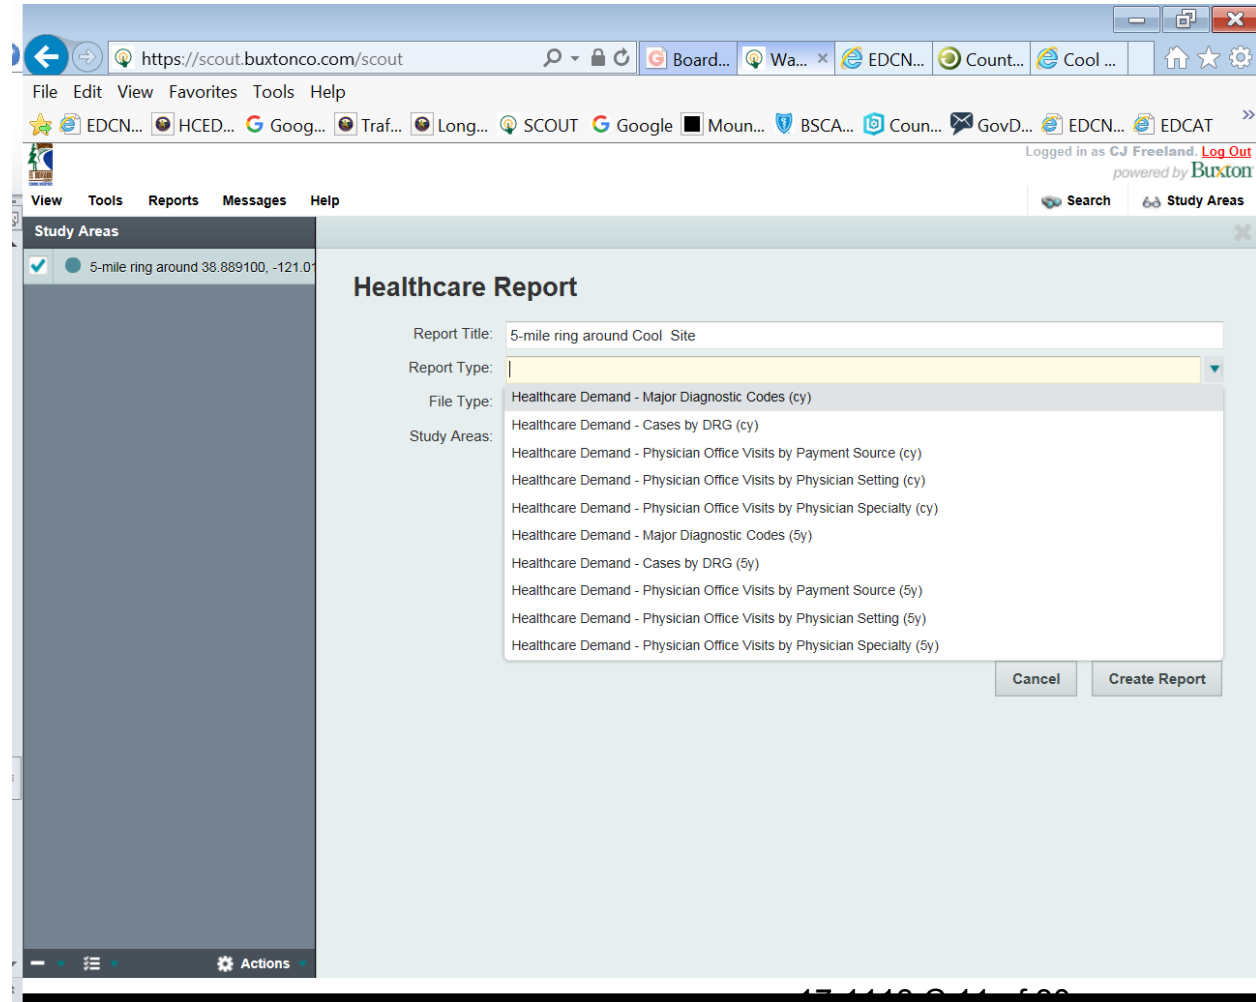 https://scout.buxtonco.com/scout
Board... Wa... × EDCN... Count... Cool ...
File Edit View Favorites Tools Help
EDCN... HCED... Goog... Traf... Long... SCOUT Google Moun... BSCA... Coun... GovD... EDCN... EDCAT »
Logged in as CJ Freeland. Log Out
powered by Buxton
View Tools Reports Messages Help Search Study Areas
Study Areas
5-mile ring around 38.889100, -121.01
Healthcare Report
Report Title: 5-mile ring around Cool Site
Report Type:
File Type:
Study Areas:
Healthcare Demand - Major Diagnostic Codes (cy)
Healthcare Demand - Cases by DRG (cy)
Healthcare Demand - Physician Office Visits by Payment Source (cy)
Healthcare Demand - Physician Office Visits by Physician Setting (cy)
Healthcare Demand - Physician Office Visits by Physician Specialty (cy)
Healthcare Demand - Major Diagnostic Codes (5y)
Healthcare Demand - Cases by DRG (5y)
Healthcare Demand - Physician Office Visits by Payment Source (5y)
Healthcare Demand - Physician Office Visits by Physician Setting (5y)
Healthcare Demand - Physician Office Visits by Physician Specialty (5y)
Cancel Create Report
Actions